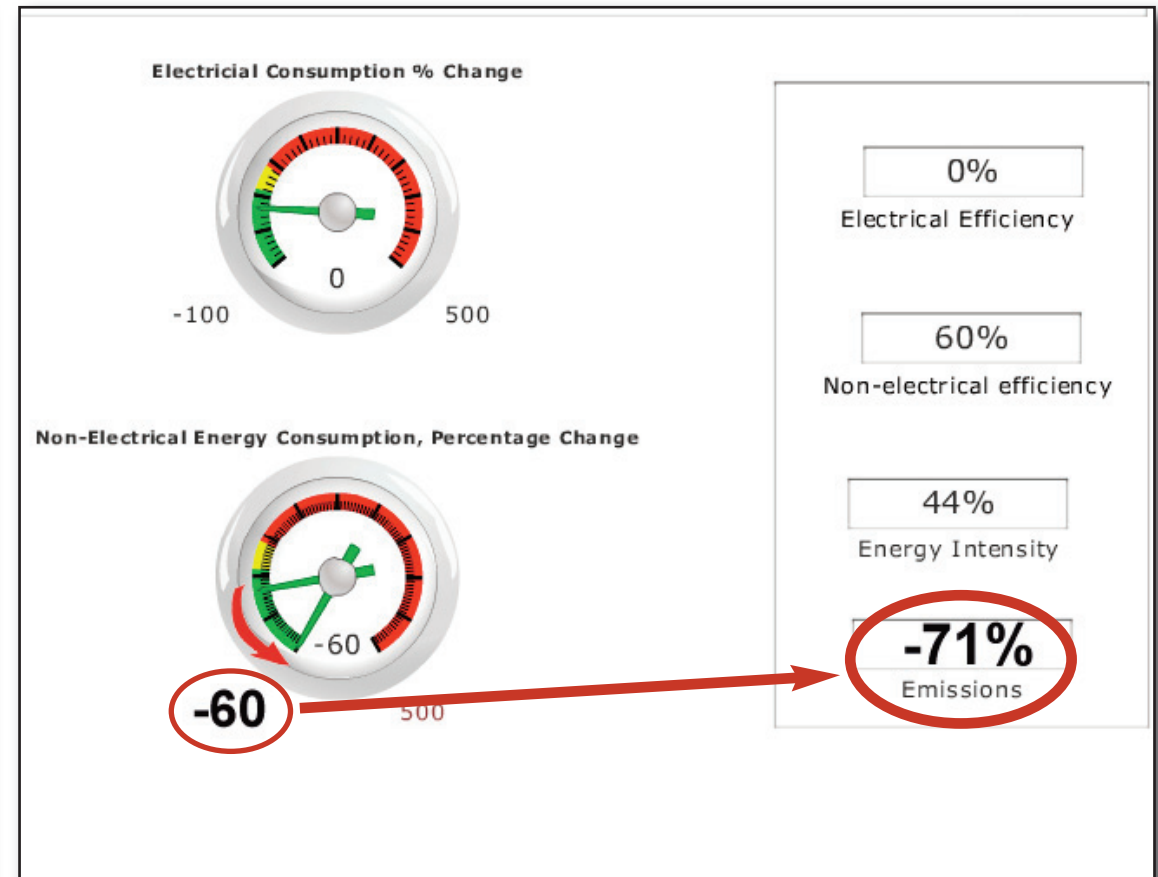 Electricial Consumption % Change
0
-100
500
Non-Electrical Energy Consumption, Percentage Change
-60
-60
500
0%
Electrical Efficiency
60%
Non-electrical efficiency
44%
Energy Intensity
-71%
Emissions